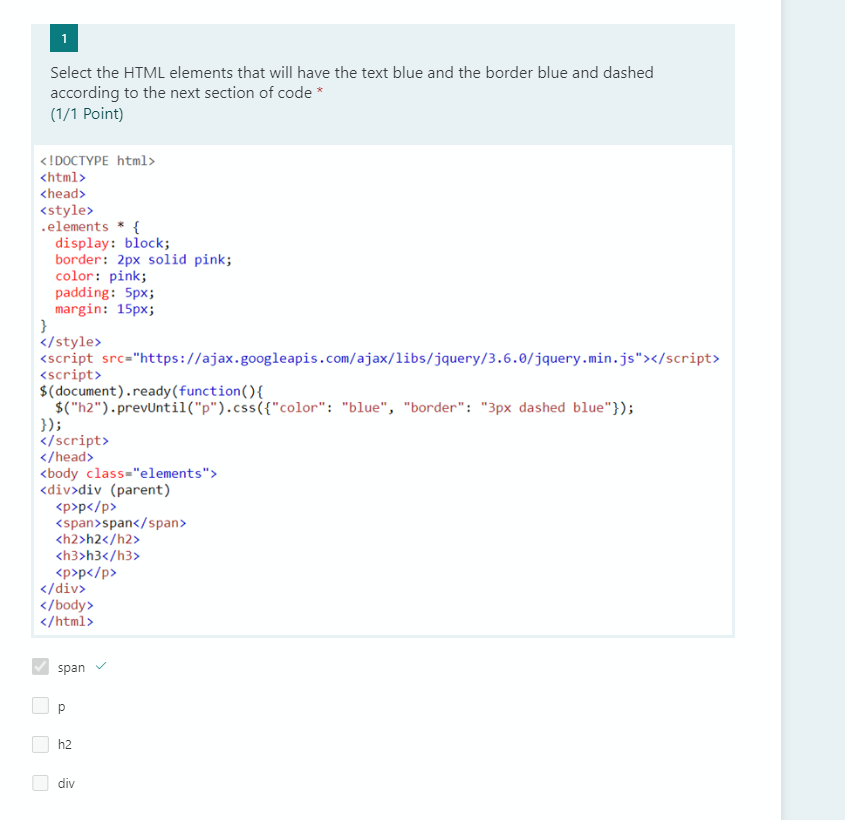 1
Select the HTML elements that will have the text blue and the border blue and dashed
according to the next section of code *
(1/1 Point)
<!DOCTYPE html>
<html>
<head>
<style>
.elements * {
  display: block;
  border: 2px solid pink;
  color: pink;
  padding: 5px;
  margin: 15px;
}
</style>
<script src="https://ajax.googleapis.com/ajax/libs/jquery/3.6.0/jquery.min.js"></script>
<script>
$(document).ready(function(){
  $("h2").prevUntil("p").css({"color": "blue", "border": "3px dashed blue"});
});
</script>
</head>
<body class="elements">
<div>div (parent)
  <p>p</p>
  <span>span</span>
  <h2>h2</h2>
  <h3>h3</h3>
  <p>p</p>
</div>
</body>
</html>
span
p
h2
div